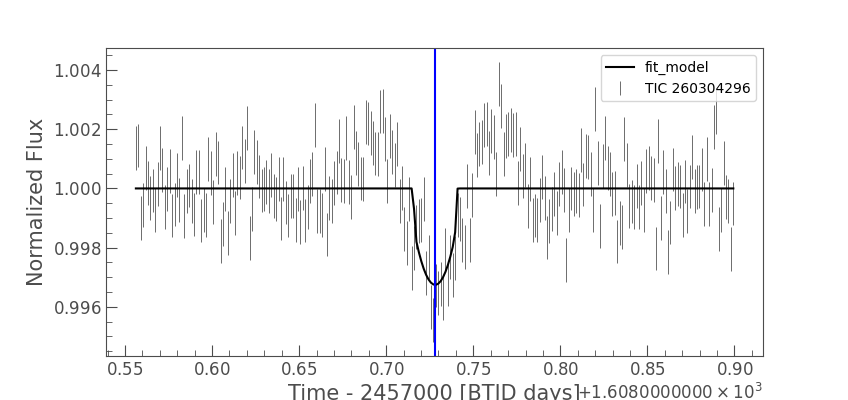 fit_model
TIC 260304296
Normalized Flux
1.004
1.002
1.000
0.998
0.996
0.55 0.60 0.65 0.70 0.75 0.80 0.85 0.90
Time - 2457000 [BTJD days]
+1.6080000000 × 10³